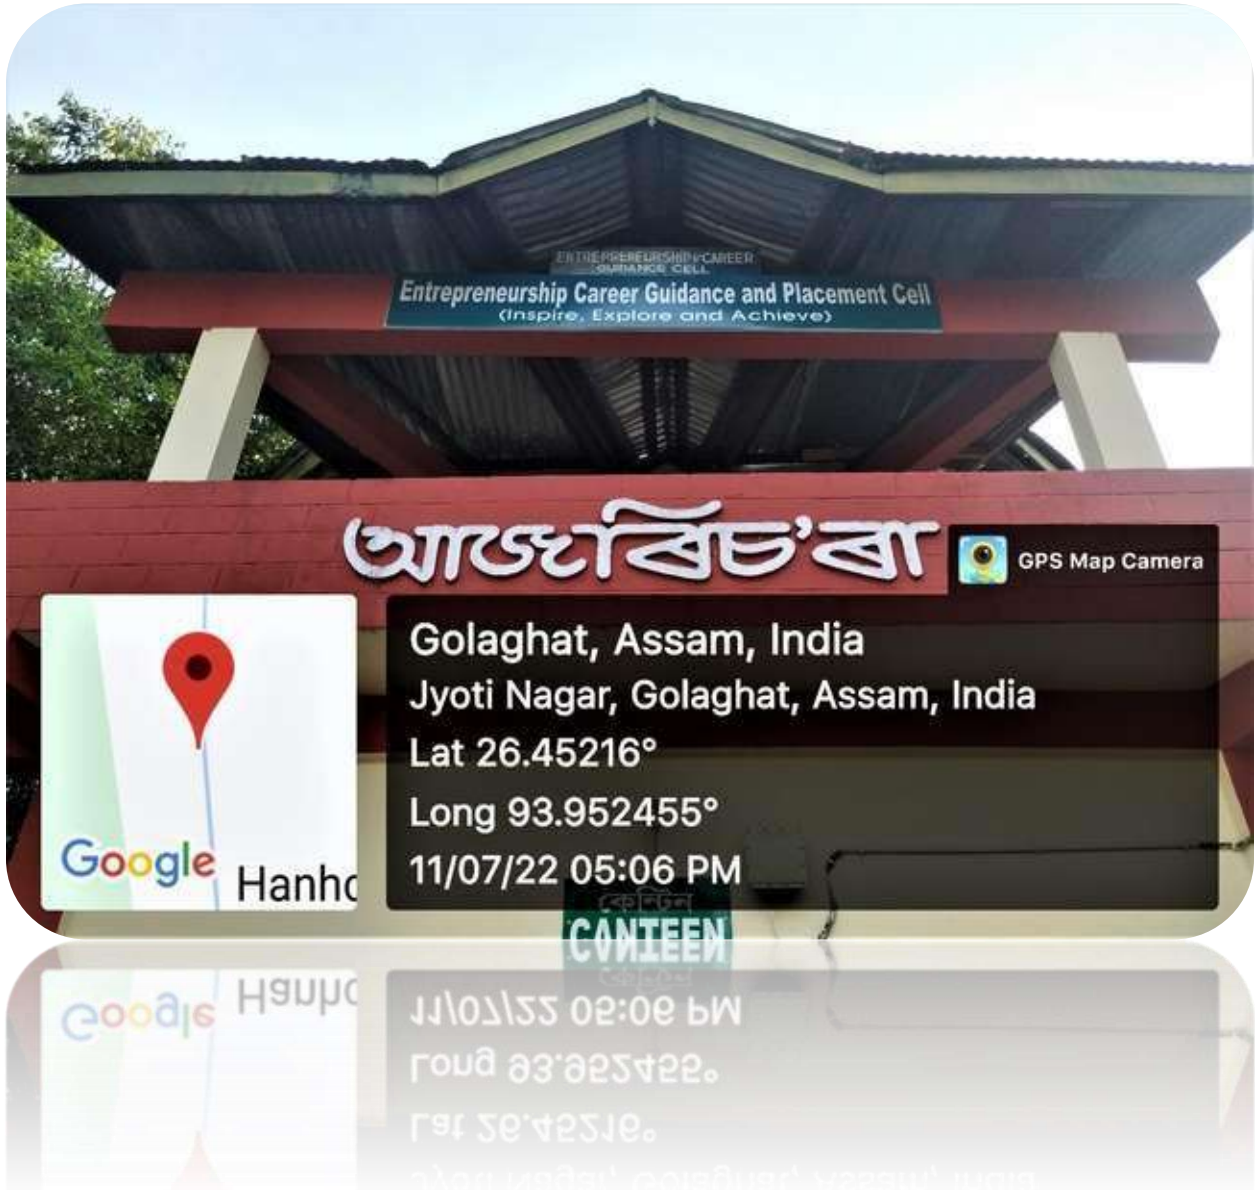 ENTREPRENEURSHIP & CAREER
GUIDANCE CELL
Entrepreneurship Career Guidance and Placement Cell
(Inspire, Explore and Achieve)
আজৰিচ'ৰা
GPS Map Camera
Golaghat, Assam, India
Jyoti Nagar, Golaghat, Assam, India
Lat 26.45216°
Long 93.952455°
11/07/22 05:06 PM
Google
Hanho
কেন্টিন
CANTEEN